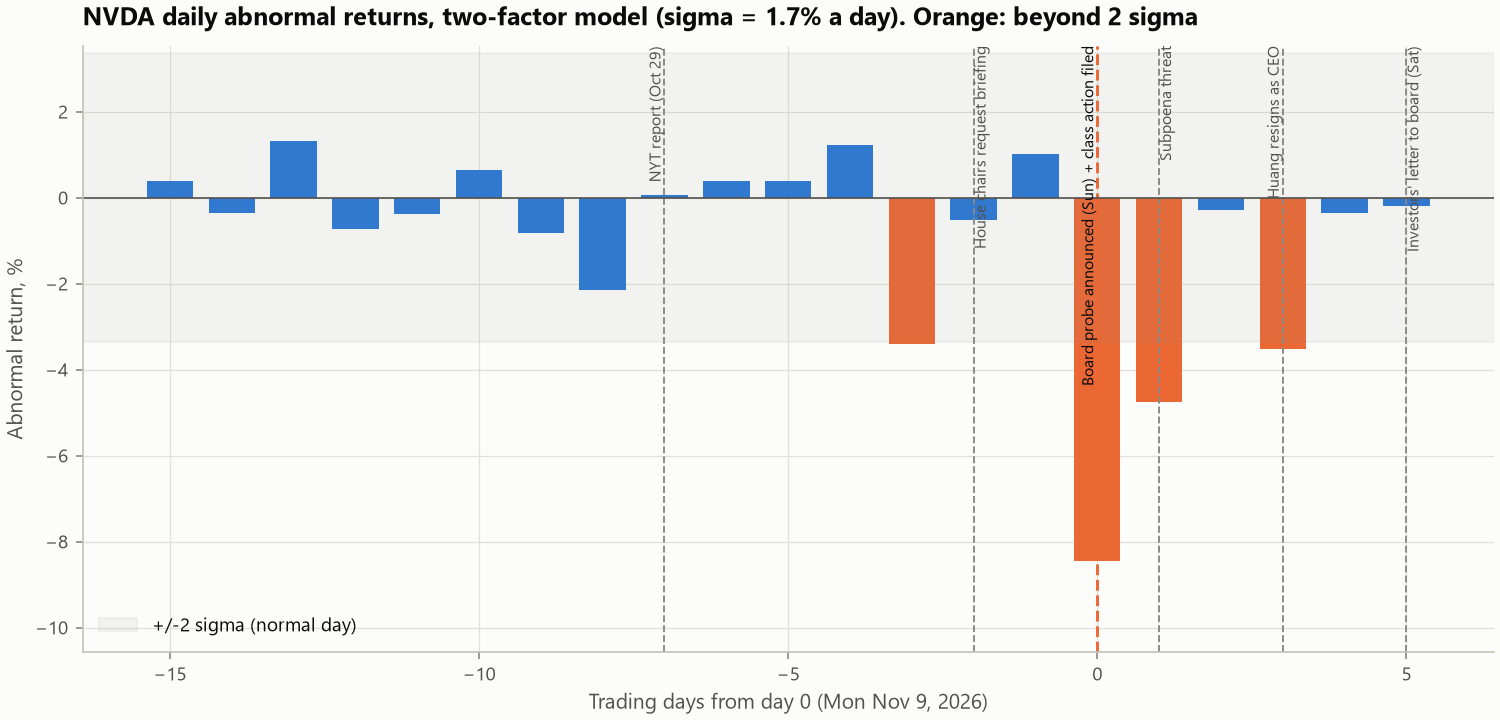 NVDA daily abnormal returns, two-factor model (sigma = 1.7% a day). Orange: beyond 2 sigma
Abnormal return, %
2
0
−2
−4
−6
−8
−10
NYT report (Oct 29)
House chairs request briefing
Board probe announced (Sun) + class action filed
Subpoena threat
Huang resigns as CEO
Investors' letter to board (Sat)
+/-2 sigma (normal day)
−15
−10
−5
0
5
Trading days from day 0 (Mon Nov 9, 2026)